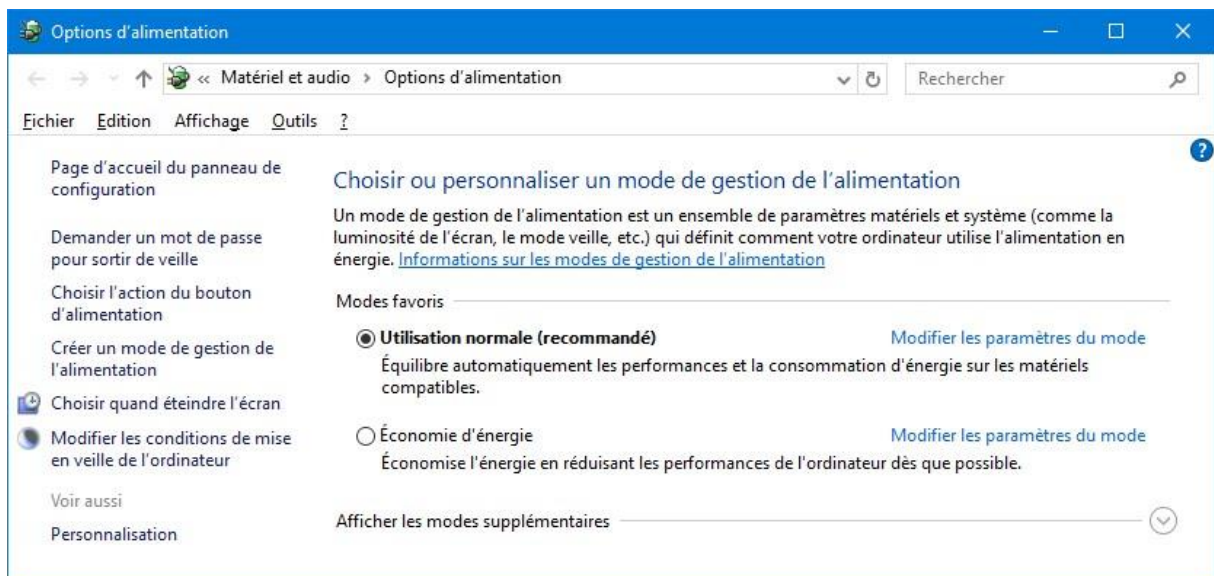 Options d'alimentation
« Matériel et audio > Options d'alimentation
Rechercher
Fichier Edition Affichage Outils ?
?
Page d'accueil du panneau de
configuration
Demander un mot de passe
pour sortir de veille
Choisir l'action du bouton
d'alimentation
Créer un mode de gestion de
l'alimentation
Choisir quand éteindre l'écran
Modifier les conditions de mise
en veille de l'ordinateur
Voir aussi
Personnalisation
Choisir ou personnaliser un mode de gestion de l'alimentation
Un mode de gestion de l'alimentation est un ensemble de paramètres matériels et système (comme la
luminosité de l'écran, le mode veille, etc.) qui définit comment votre ordinateur utilise l'alimentation en
énergie. Informations sur les modes de gestion de l'alimentation
Modes favoris
Utilisation normale (recommandé) Modifier les paramètres du mode
Équilibre automatiquement les performances et la consommation d'énergie sur les matériels
compatibles.
Économie d'énergie Modifier les paramètres du mode
Économise l'énergie en réduisant les performances de l'ordinateur dès que possible.
Afficher les modes supplémentaires